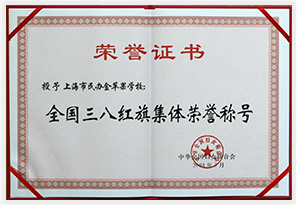 荣誉证书
授予 上海市民办金苹果学校:
全国三八红旗集体荣誉称号